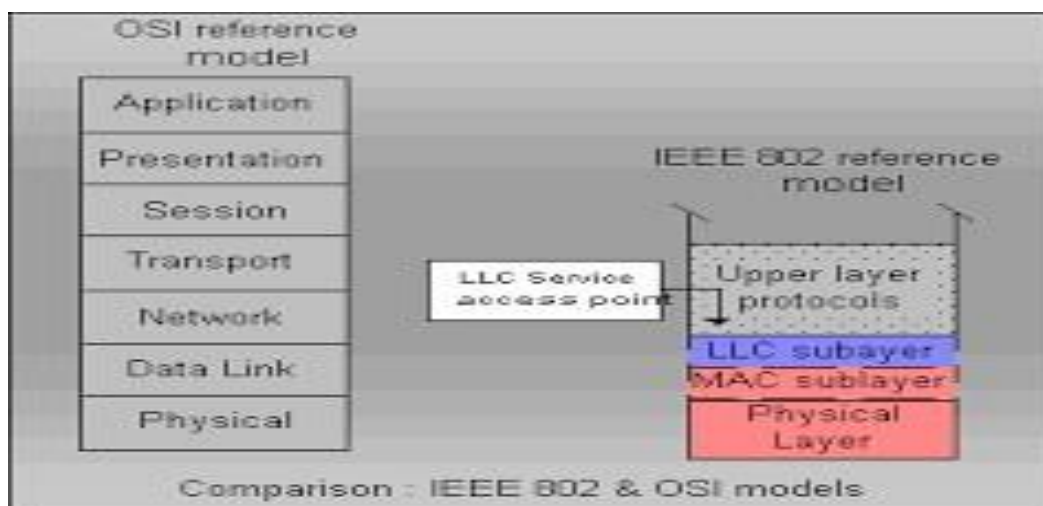 OSI reference
model
Application
Presentation
Session
Transport
Network
Data Link
Physical
IEEE 802 reference
model
LLC Service
access point
Upper layer
protocols
LLC subayer
MAC sublayer
Physical
Layer
Comparison : IEEE 802 & OSI models